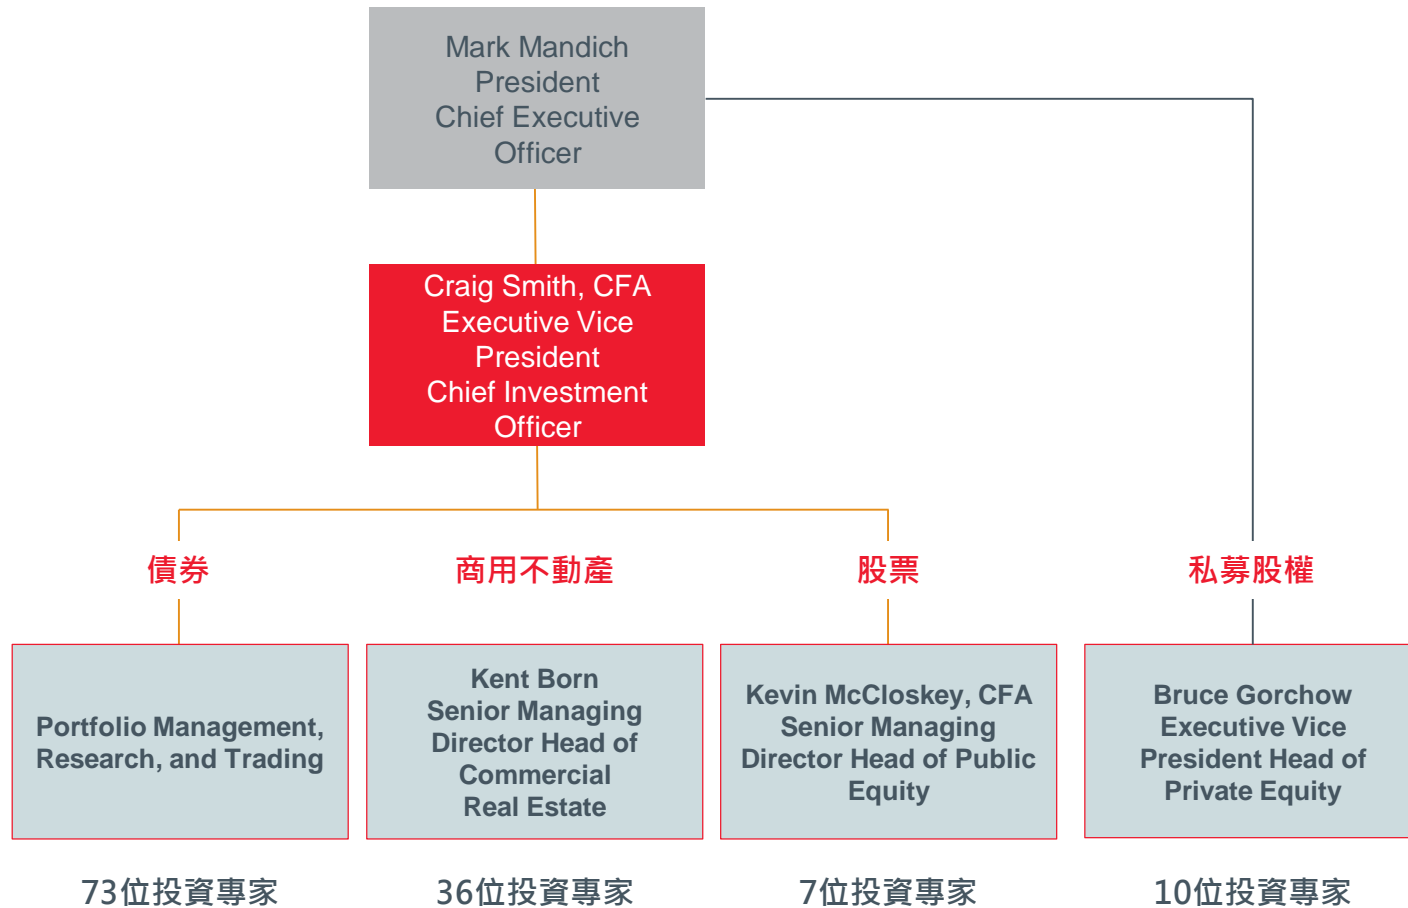 Mark Mandich
President
Chief Executive
Officer
Craig Smith, CFA
Executive Vice
President
Chief Investment
Officer
債券
商用不動產
股票
私募股權
Portfolio Management,
Research, and Trading
Kent Born
Senior Managing
Director Head of
Commercial
Real Estate
Kevin McCloskey, CFA
Senior Managing
Director Head of Public
Equity
Bruce Gorchow
Executive Vice
President Head of
Private Equity
73位投資專家
36位投資專家
7位投資專家
10位投資專家